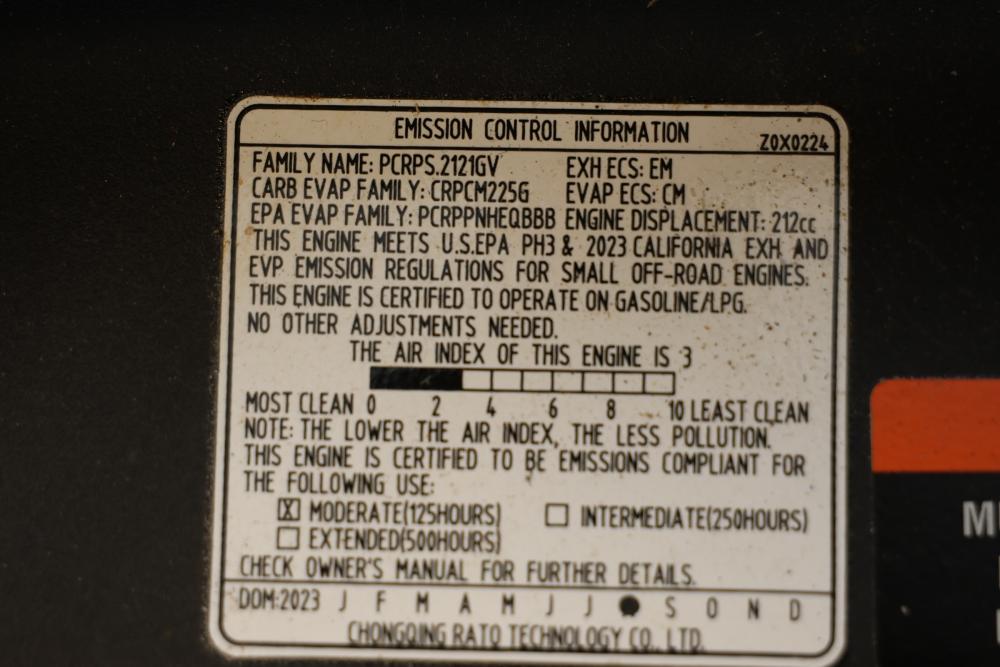 EMISSION CONTROL INFORMATION
Z0X0224
FAMILY NAME: PCRPS.2121GV EXH ECS: EM
CARB EVAP FAMILY: CRPCM225G EVAP ECS: CM
EPA EVAP FAMILY: PCRPPNHEQBBB ENGINE DISPLACEMENT: 212cc
THIS ENGINE MEETS U.S.EPA PH3 & 2023 CALIFORNIA EXH AND
EVP EMISSION REGULATIONS FOR SMALL OFF-ROAD ENGINES.
THIS ENGINE IS CERTIFIED TO OPERATE ON GASOLINE/LPG.
NO OTHER ADJUSTMENTS NEEDED.
THE AIR INDEX OF THIS ENGINE IS 3
MOST CLEAN 0 2 4 6 8 10 LEAST CLEAN
NOTE: THE LOWER THE AIR INDEX, THE LESS POLLUTION.
THIS ENGINE IS CERTIFIED TO BE EMISSIONS COMPLIANT FOR
THE FOLLOWING USE:
☒ MODERATE(125HOURS) ☐ INTERMEDIATE(250HOURS)
☐ EXTENDED(500HOURS)
CHECK OWNER'S MANUAL FOR FURTHER DETAILS.
DOM:2023 J F M A M J J ● S O N D
CHONGQING RATO TECHNOLOGY CO., LTD.
M